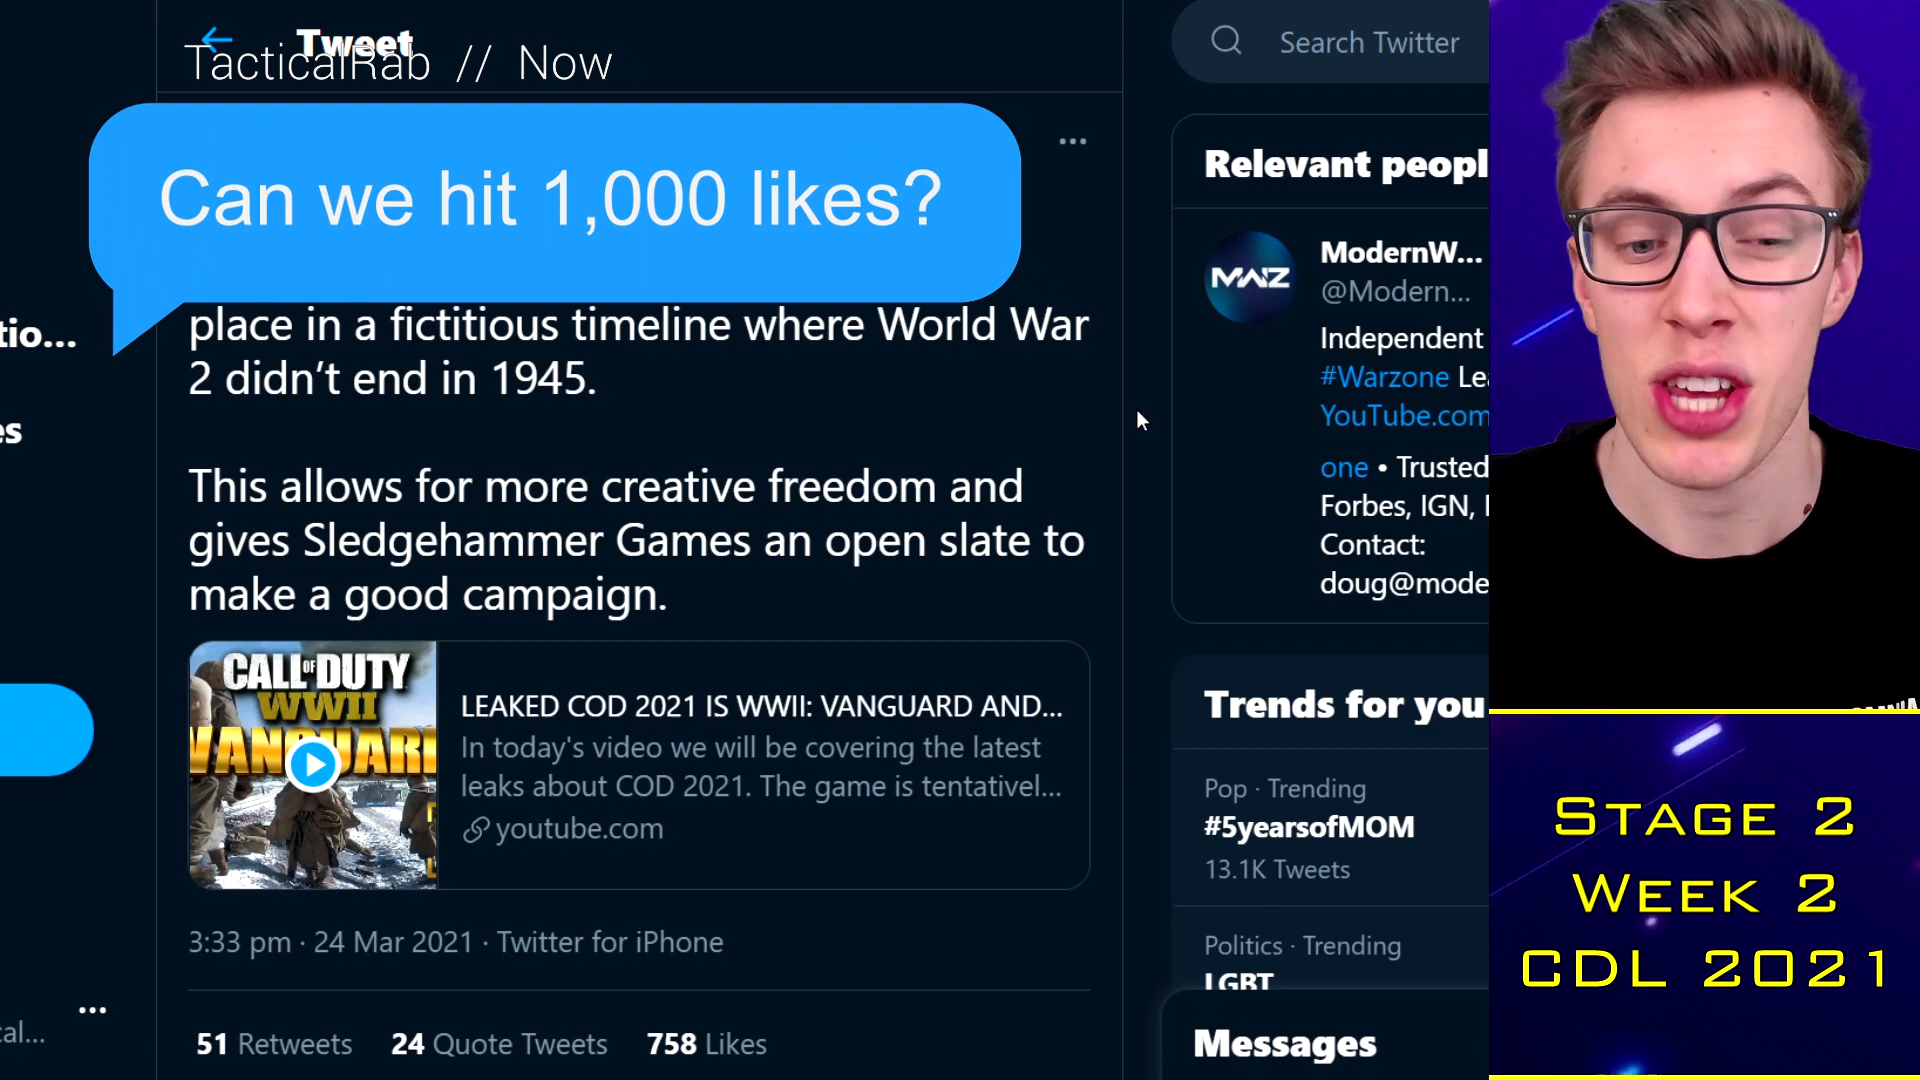 Tweet
TacticalRab // Now
Can we hit 1,000 likes?
place in a fictitious timeline where World War
2 didn’t end in 1945.
This allows for more creative freedom and
gives Sledgehammer Games an open slate to
make a good campaign.
CALL OF DUTY
WWII
VANGUARD
LEAKED COD 2021 IS WWII: VANGUARD AND...
In today's video we will be covering the latest
leaks about COD 2021. The game is tentativel...
youtube.com
3:33 pm · 24 Mar 2021 · Twitter for iPhone
51 Retweets 24 Quote Tweets 758 Likes
tio...
es
cal...
Search Twitter
Relevant peopl
MWZ
ModernW...
@Modern...
Independent
#Warzone Lea
YouTube.com
one • Trusted
Forbes, IGN,
Contact:
doug@mode
Trends for you
Pop · Trending
#5yearsofMOM
13.1K Tweets
Politics · Trending
LGBT
Messages
STAGE 2
WEEK 2
CDL 2021